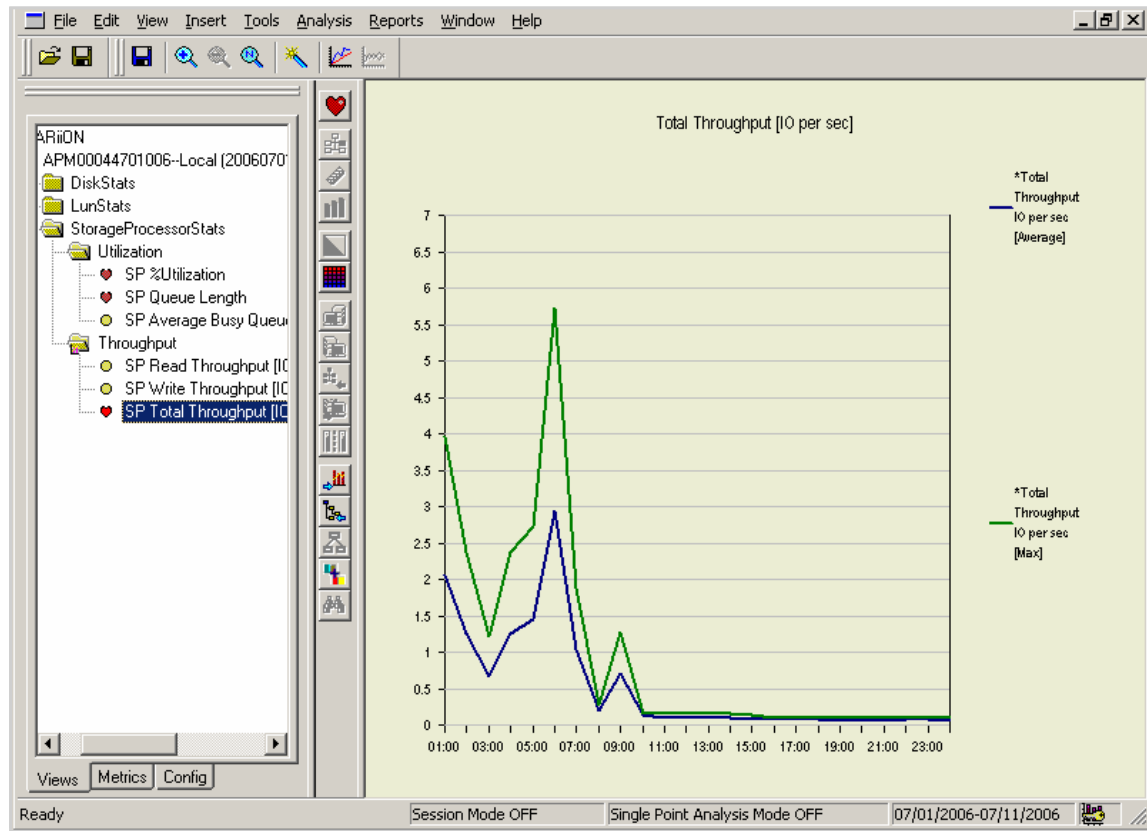 File Edit View Insert Tools Analysis Reports Window Help
ARiiON
APM00044701006--Local (2006070
DiskStats
LunStats
StorageProcessorStats
Utilization
SP %Utilization
SP Queue Length
SP Average Busy Queu
Throughput
SP Read Throughput [IO
SP Write Throughput [IO
SP Total Throughput [IO
Views Metrics Config
Total Throughput [IO per sec]
7
6.5
6
5.5
5
4.5
4
3.5
3
2.5
2
1.5
1
0.5
0
01:00 03:00 05:00 07:00 09:00 11:00 13:00 15:00 17:00 19:00 21:00 23:00
*Total
Throughput
IO per sec
[Average]
*Total
Throughput
IO per sec
[Max]
Ready Session Mode OFF Single Point Analysis Mode OFF 07/01/2006-07/11/2006